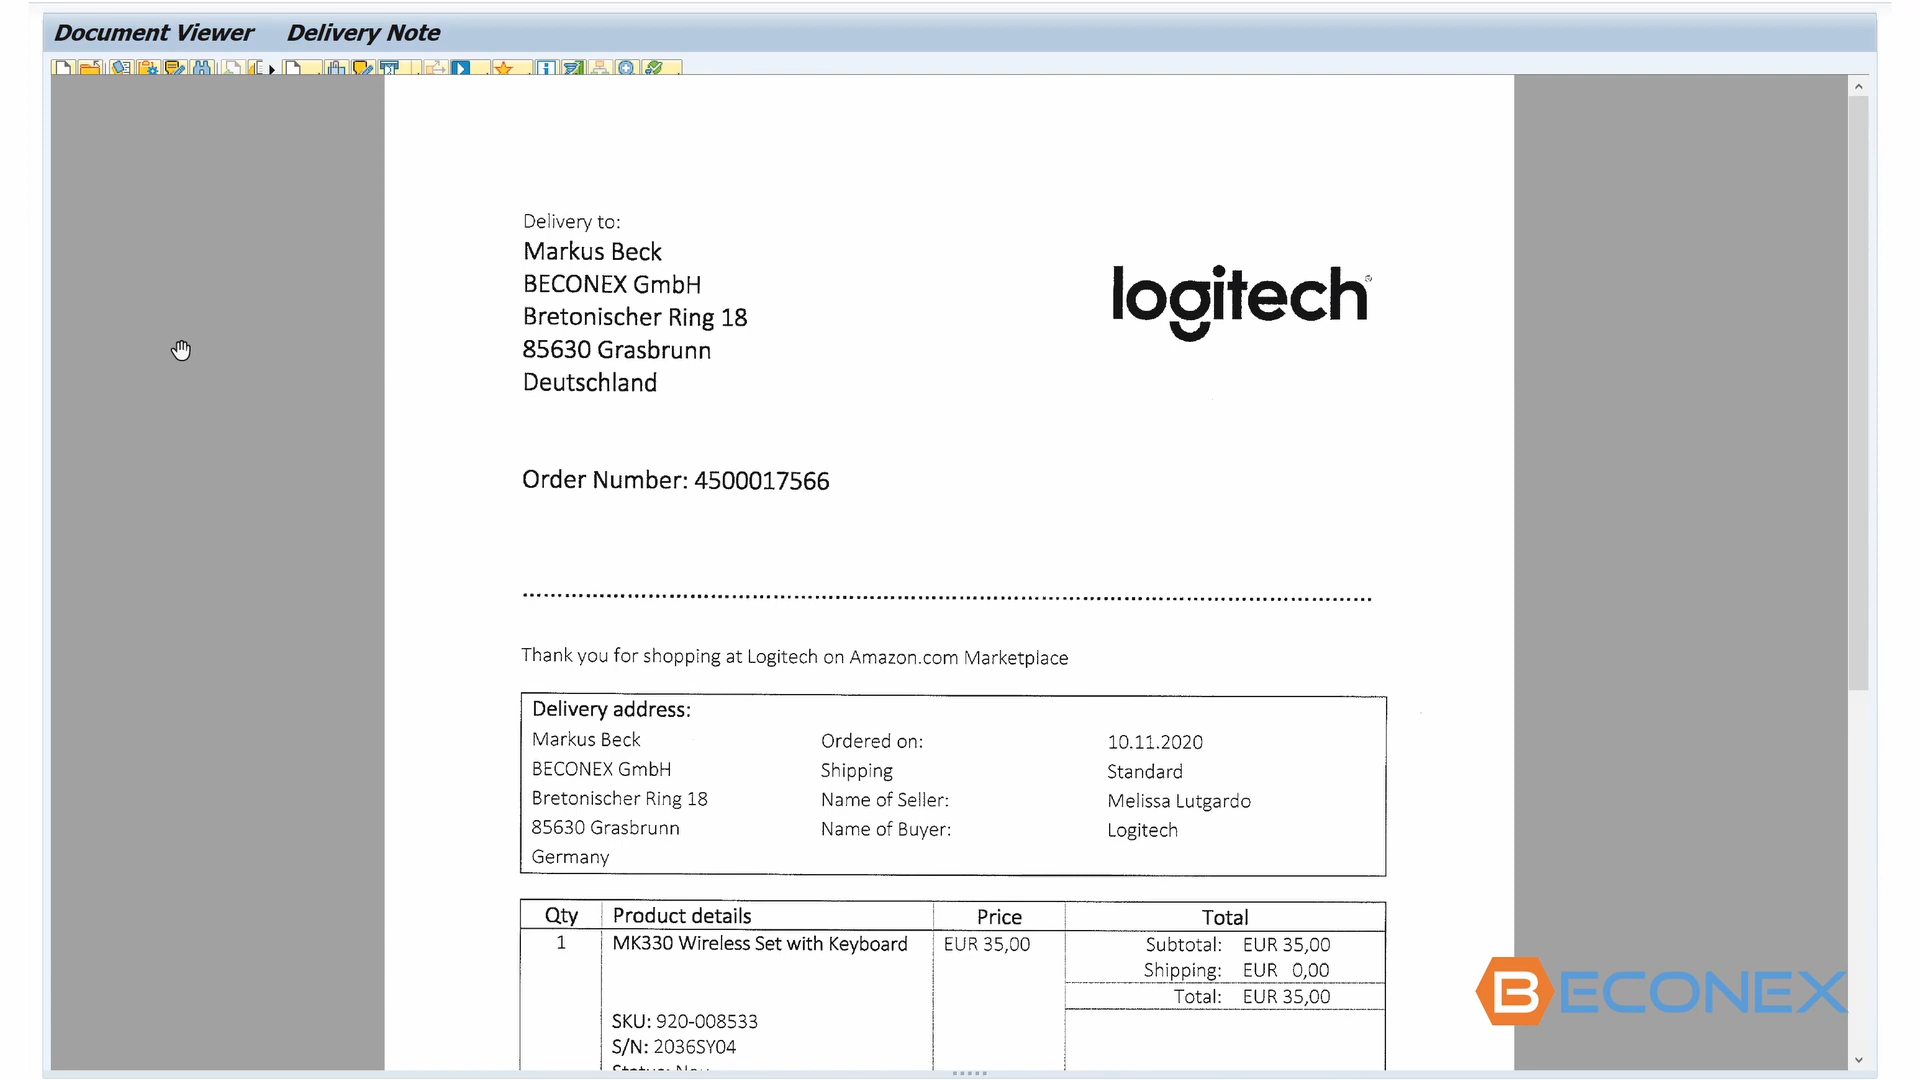 Document Viewer Delivery Note
Delivery to:
Markus Beck
BECONEX GmbH
Bretonischer Ring 18
85630 Grasbrunn
Deutschland
logitech
Order Number: 4500017566
Thank you for shopping at Logitech on Amazon.com Marketplace
Delivery address:
Markus Beck Ordered on: 10.11.2020
BECONEX GmbH Shipping Standard
Bretonischer Ring 18 Name of Seller: Melissa Lutgardo
85630 Grasbrunn Name of Buyer: Logitech
Germany
Qty Product details Price Total
1 MK330 Wireless Set with Keyboard EUR 35,00 Subtotal: EUR 35,00
Shipping: EUR 0,00
Total: EUR 35,00
SKU: 920-008533
S/N: 2036SY04
BECONEX